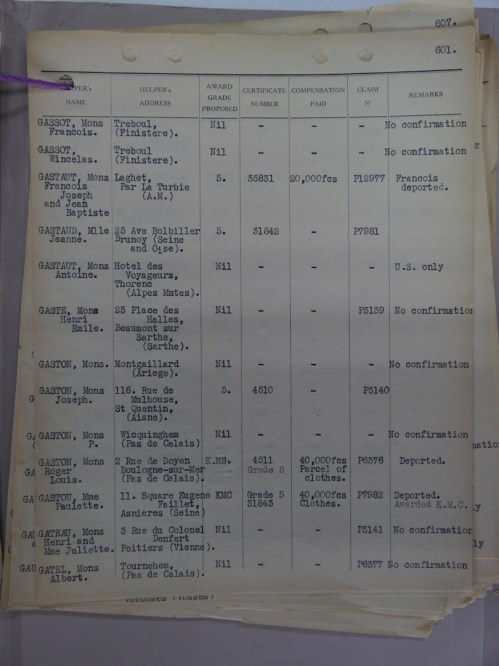 607.
601.
HELPER's NAME HELPER's ADDRESS AWARD GRADE PROPOSED CERTIFICATE NUMBER COMPENSATION PAID CLAIM Nº REMARKS
GASSOT, Mons Treboul, Nil - - - No confirmation
Francois. (Finistere).
GASSOT, Treboul Nil - - - No confirmation
Wincelas. (Finistere).
GASTAUT, Mons Laghet, 5. 35831 20,000fcs P12977 Francois
Francois Par La Turbie deported.
Joseph (A.M.)
and Jean
Baptiste
GASTAUD, Mlle 25 Ave Bolbiller 5. 31842 - P7981
Jeanne. Brunoy (Seine
and Oise).
GASTAUT, Mons Hotel des Nil - - - U.S. only
Antoine. Voyageurs,
Thorenc
(Alpes Mmtes).
GASTE, Mons 23 Place des Nil - - P3139 No confirmation
Henri Halles,
Emile. Beaumont sur
Sarthe,
(Sarthe).
GASTON, Mons. Montgaillard Nil - - - No confirmation
(Ariege).
GASTON, Mons 116. Rue de 5. 4510 - P3140
Joseph. Mulhouse,
St Quentin,
(Aisne).
GASTON, Mons Wicquinghem Nil - - - No confirmation
P. (Pas de Calais)
GASTON, Mons 2 Rue de Doyen K.MS. 4511 40,000fcs P6376 Deported.
Roger Boulogne-sur-Mer Grade 3 Parcel of
Louis. (Pas de Calais). clothes.
GASTOU, Mme 11. Square Eugene KMC Grade 5 40,000fcs P7982 Deported.
Paulette. Faillet, 31843 Clothes. Awarded K.M.C.
Asnieres (Seine)
GATEAU, Mons 3 Rue du Colonel Nil - - P3141 No confirmation
Henri and Denfert
Mme Juliette. Poitiers (Vienne).
GATEL, Mons Tournehem, Nil - - P6377 No confirmation
Albert. (Pas de Calais).